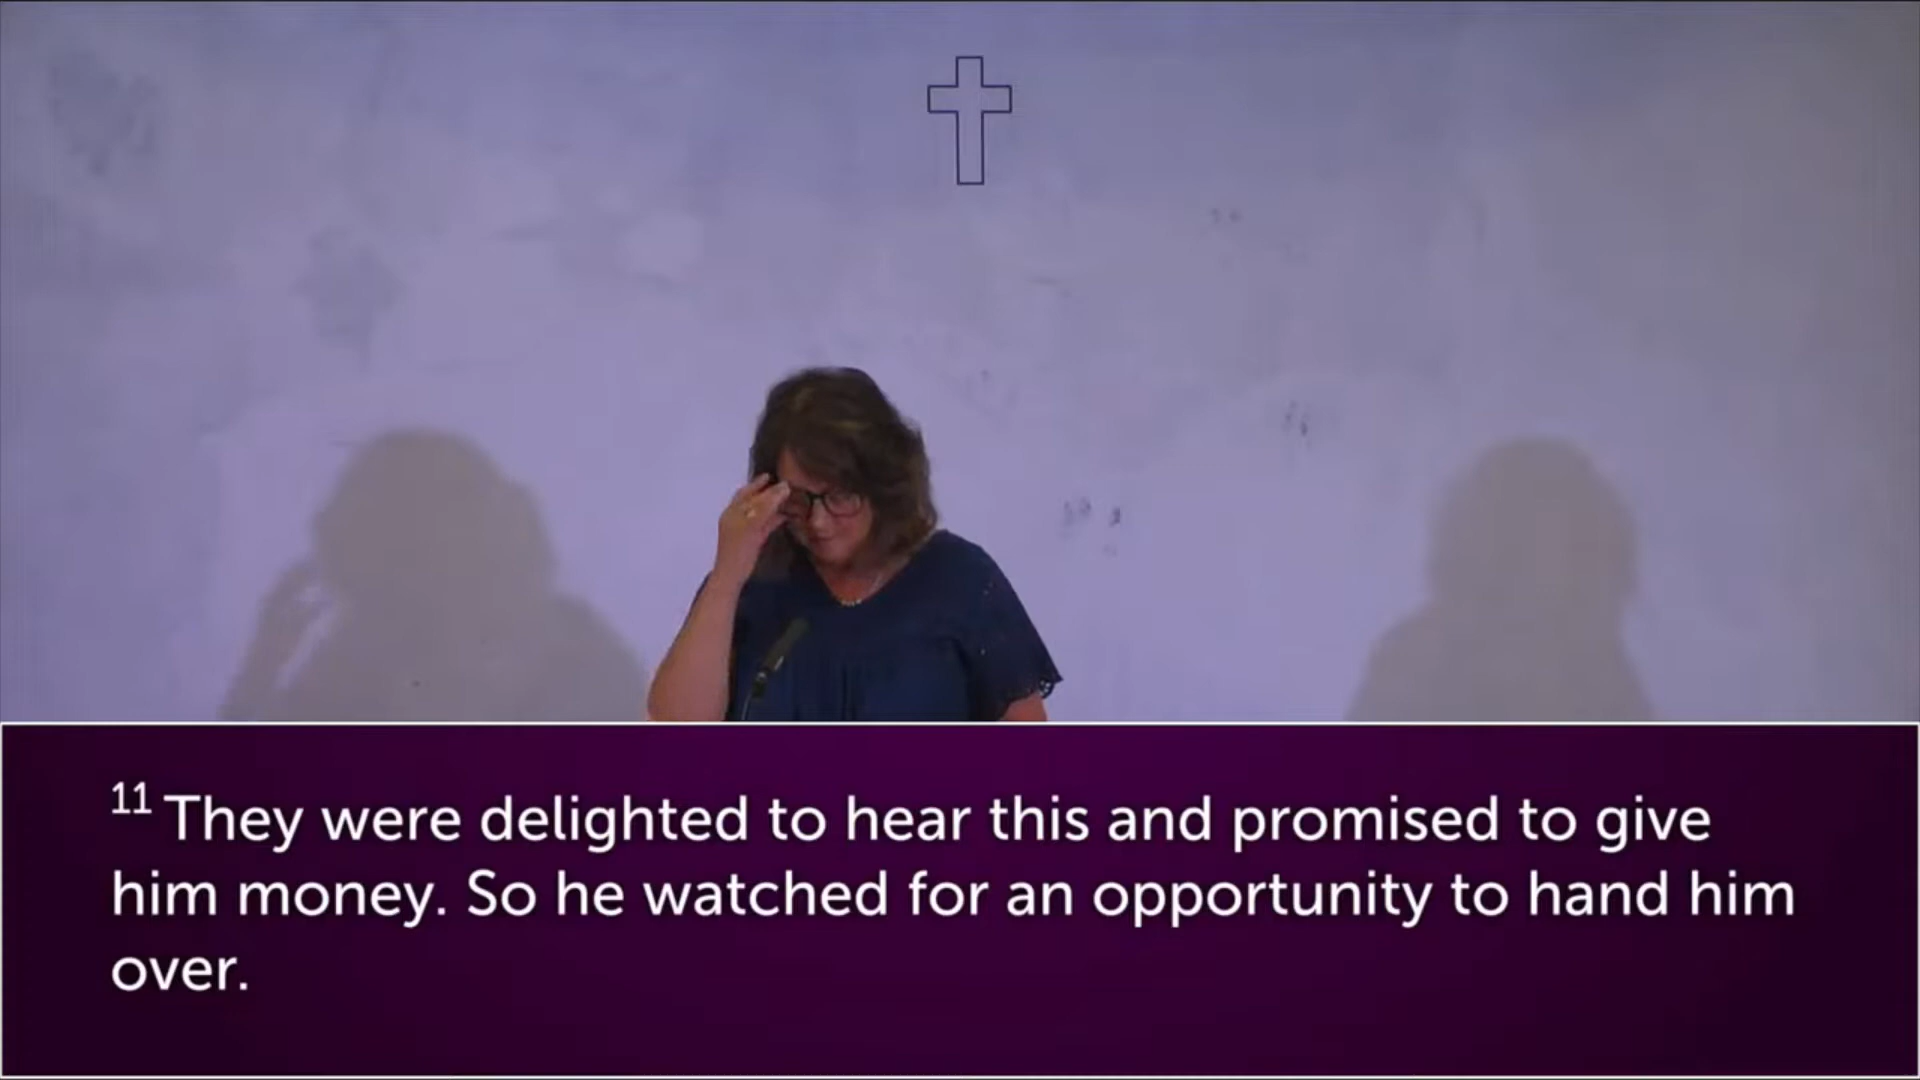 11 They were delighted to hear this and promised to give
him money. So he watched for an opportunity to hand him
over.